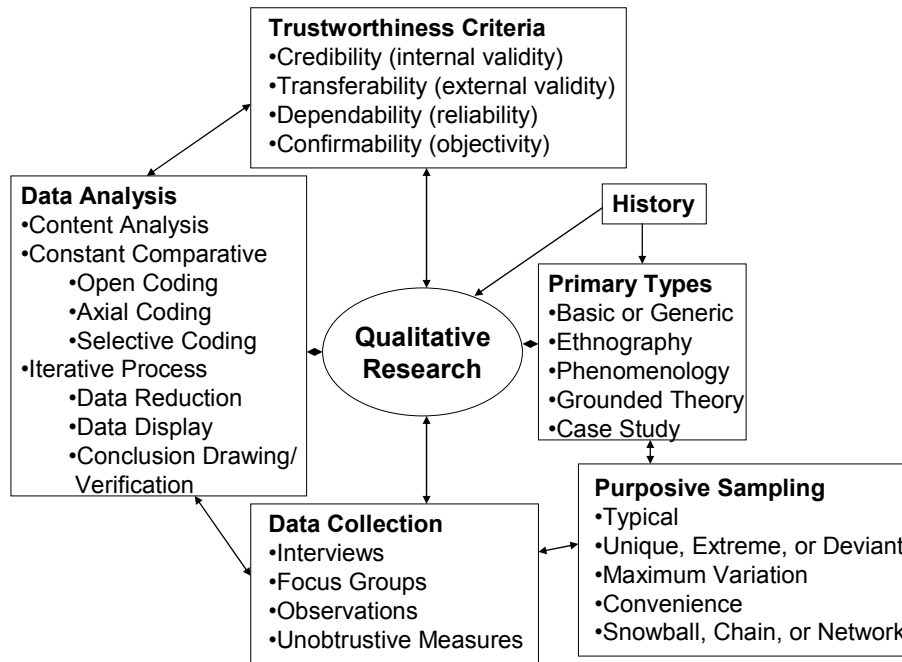 Trustworthiness Criteria
•Credibility (internal validity)
•Transferability (external validity)
•Dependability (reliability)
•Confirmability (objectivity)
Data Analysis
•Content Analysis
•Constant Comparative
•Open Coding
•Axial Coding
•Selective Coding
•Iterative Process
•Data Reduction
•Data Display
•Conclusion Drawing/
Verification
History
Qualitative
Research
Primary Types
•Basic or Generic
•Ethnography
•Phenomenology
•Grounded Theory
•Case Study
Data Collection
•Interviews
•Focus Groups
•Observations
•Unobtrustive Measures
Purposive Sampling
•Typical
•Unique, Extreme, or Deviant
•Maximum Variation
•Convenience
•Snowball, Chain, or Network